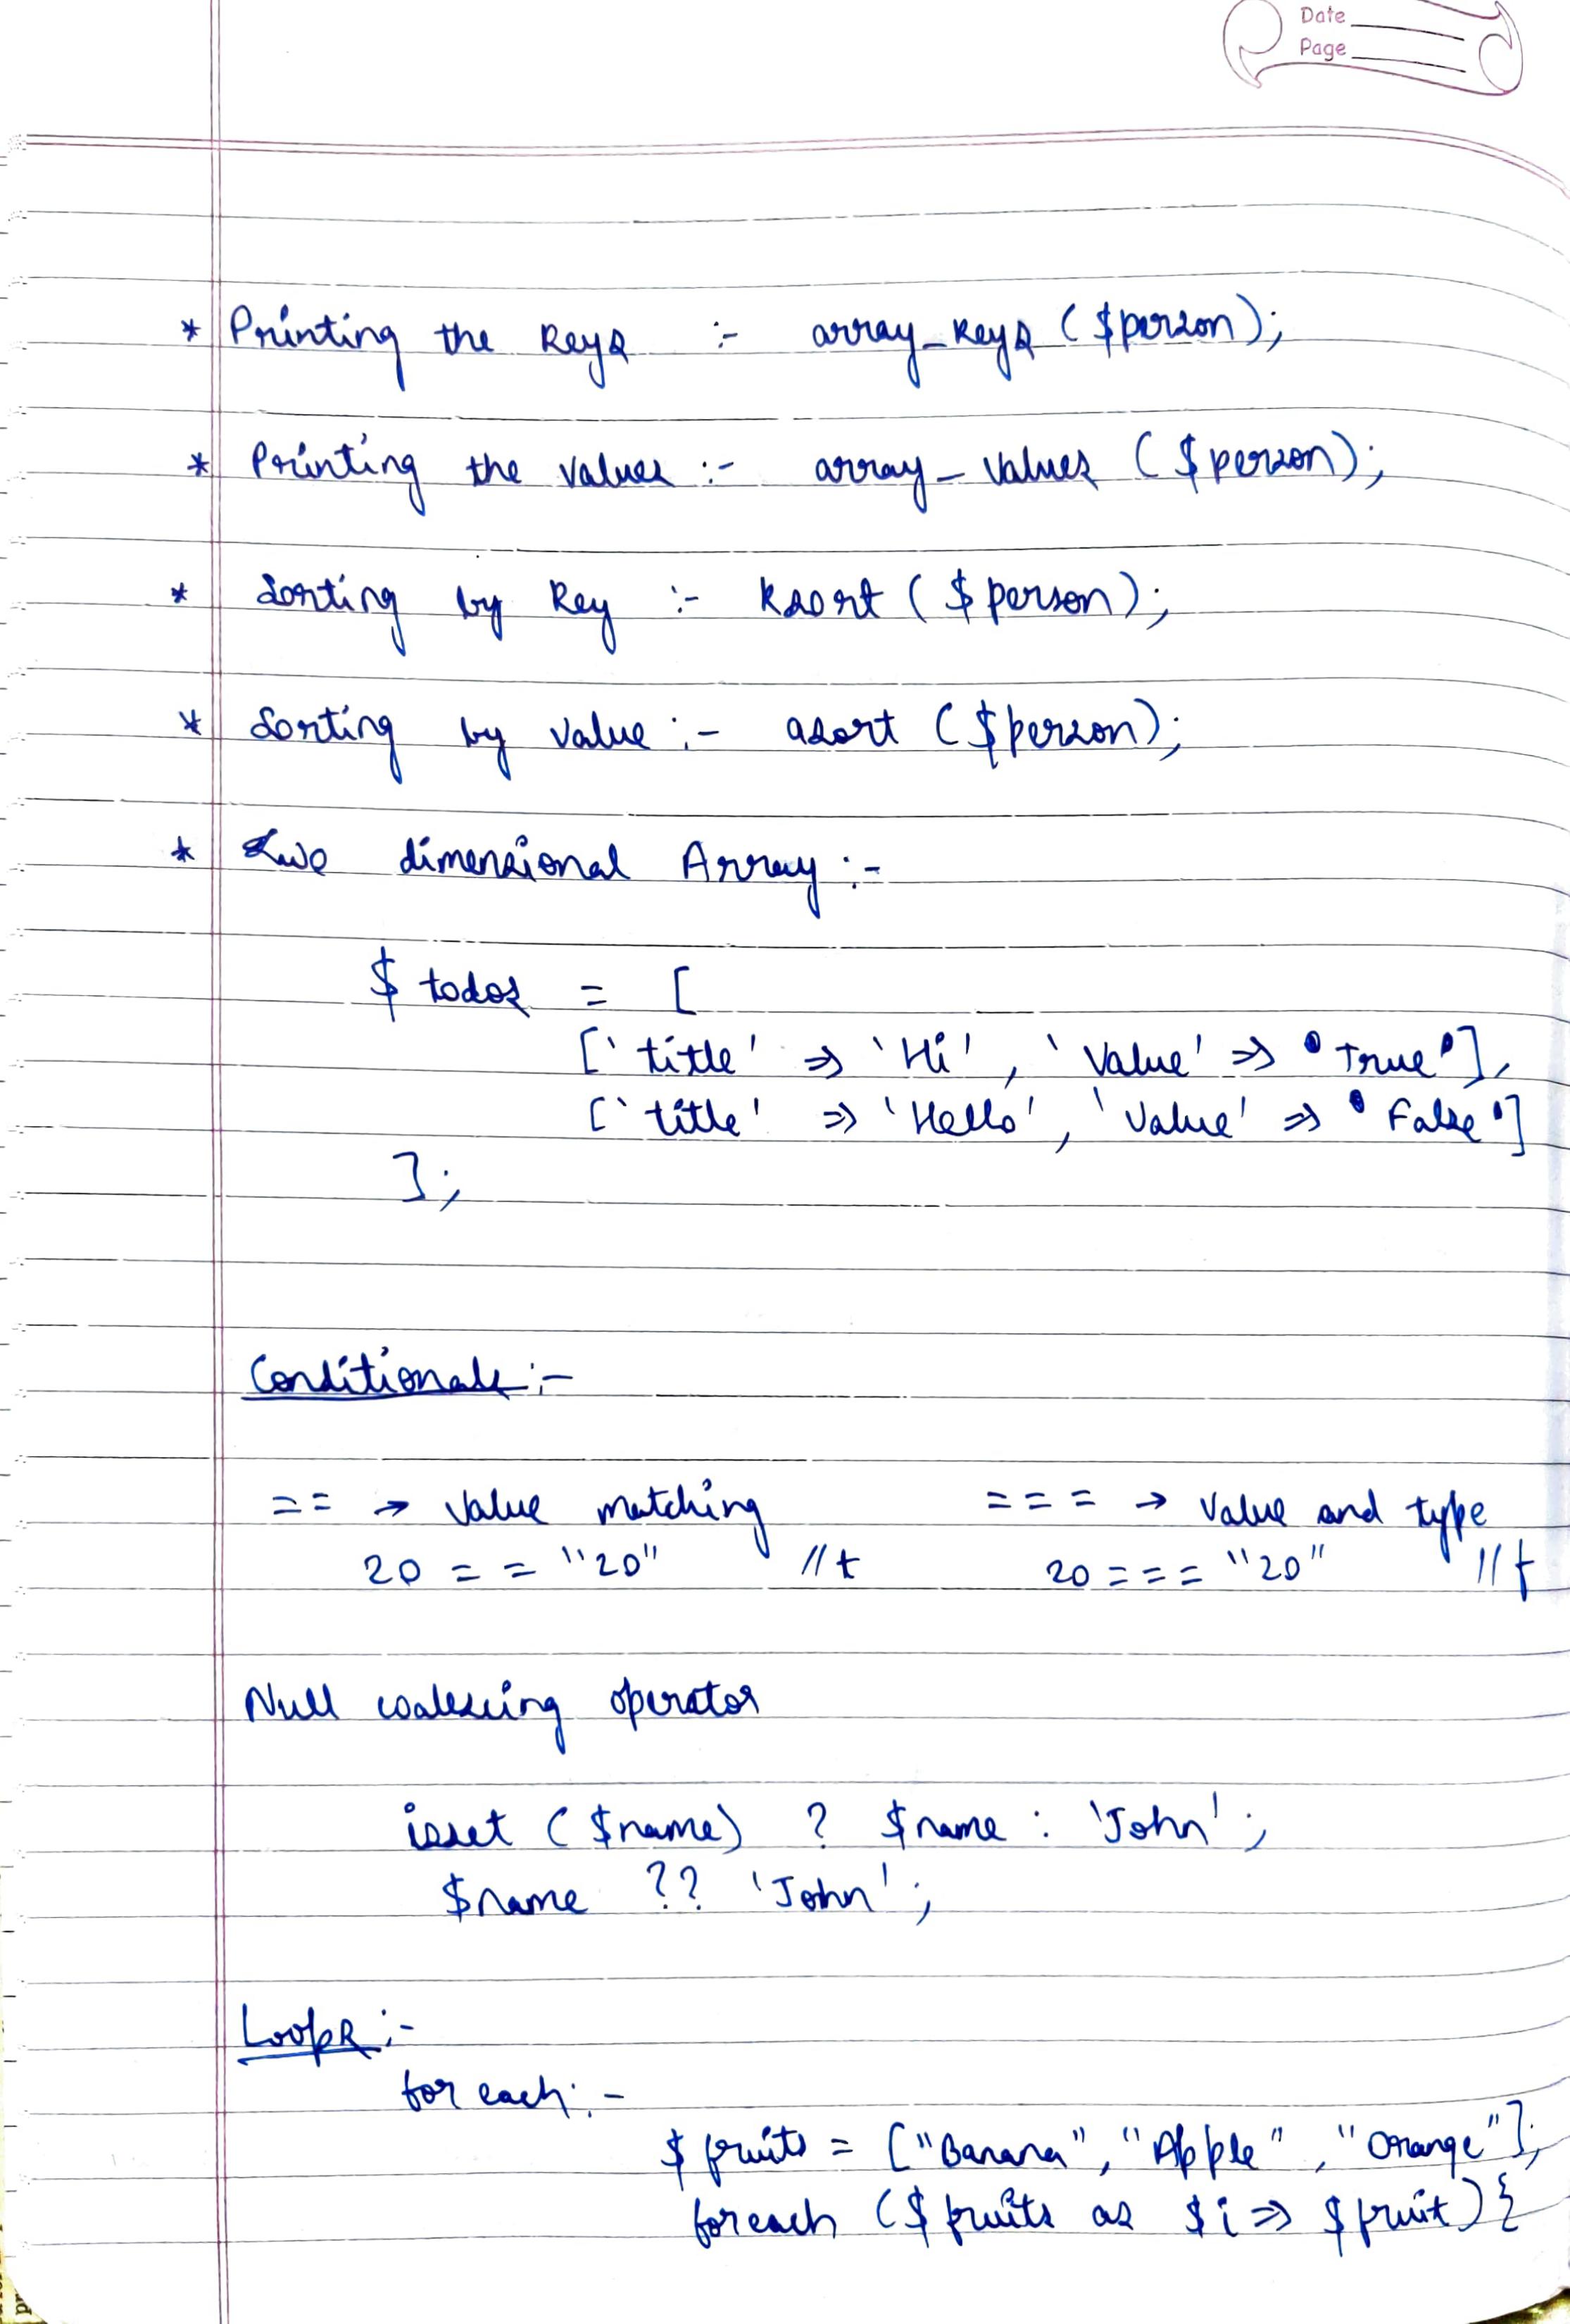 Date
Page
* Printing the keys :- array_keys ($person);
* Printing the values :- array_values ($person);
* Sorting by key :- ksort ($person);
* Sorting by value :- asort ($person);
* Two dimensional Array :-
$ todos = [
['title' => 'Hi', 'Value' => 'True'],
['title' => 'Hello', 'Value' => 'False']
];
Conditionals :-
== → Value matching === → Value and type
20 == "20" //t 20 === "20" //f
Null coalescing operator
isset ($name) ? $name : 'John';
$name ?? 'John';
Loops :-
for each :-
$fruits = ["Banana", "Apple", "Orange"];
foreach ($fruits as $i => $fruit) {